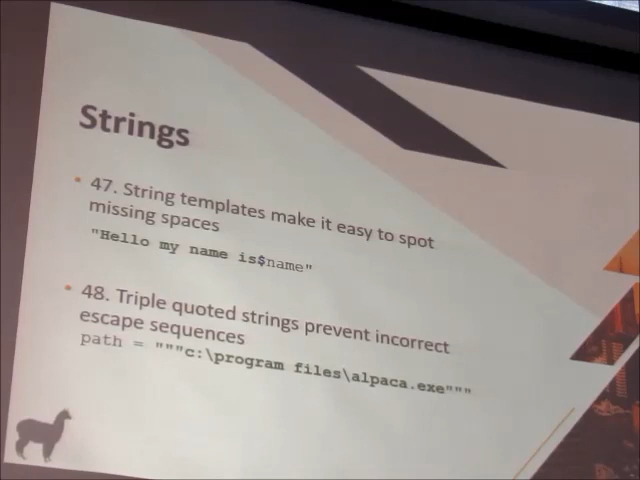 Strings
• 47. String templates make it easy to spot
missing spaces
"Hello my name is$name"
• 48. Triple quoted strings prevent incorrect
escape sequences
path = """c:\program files\alpaca.exe"""